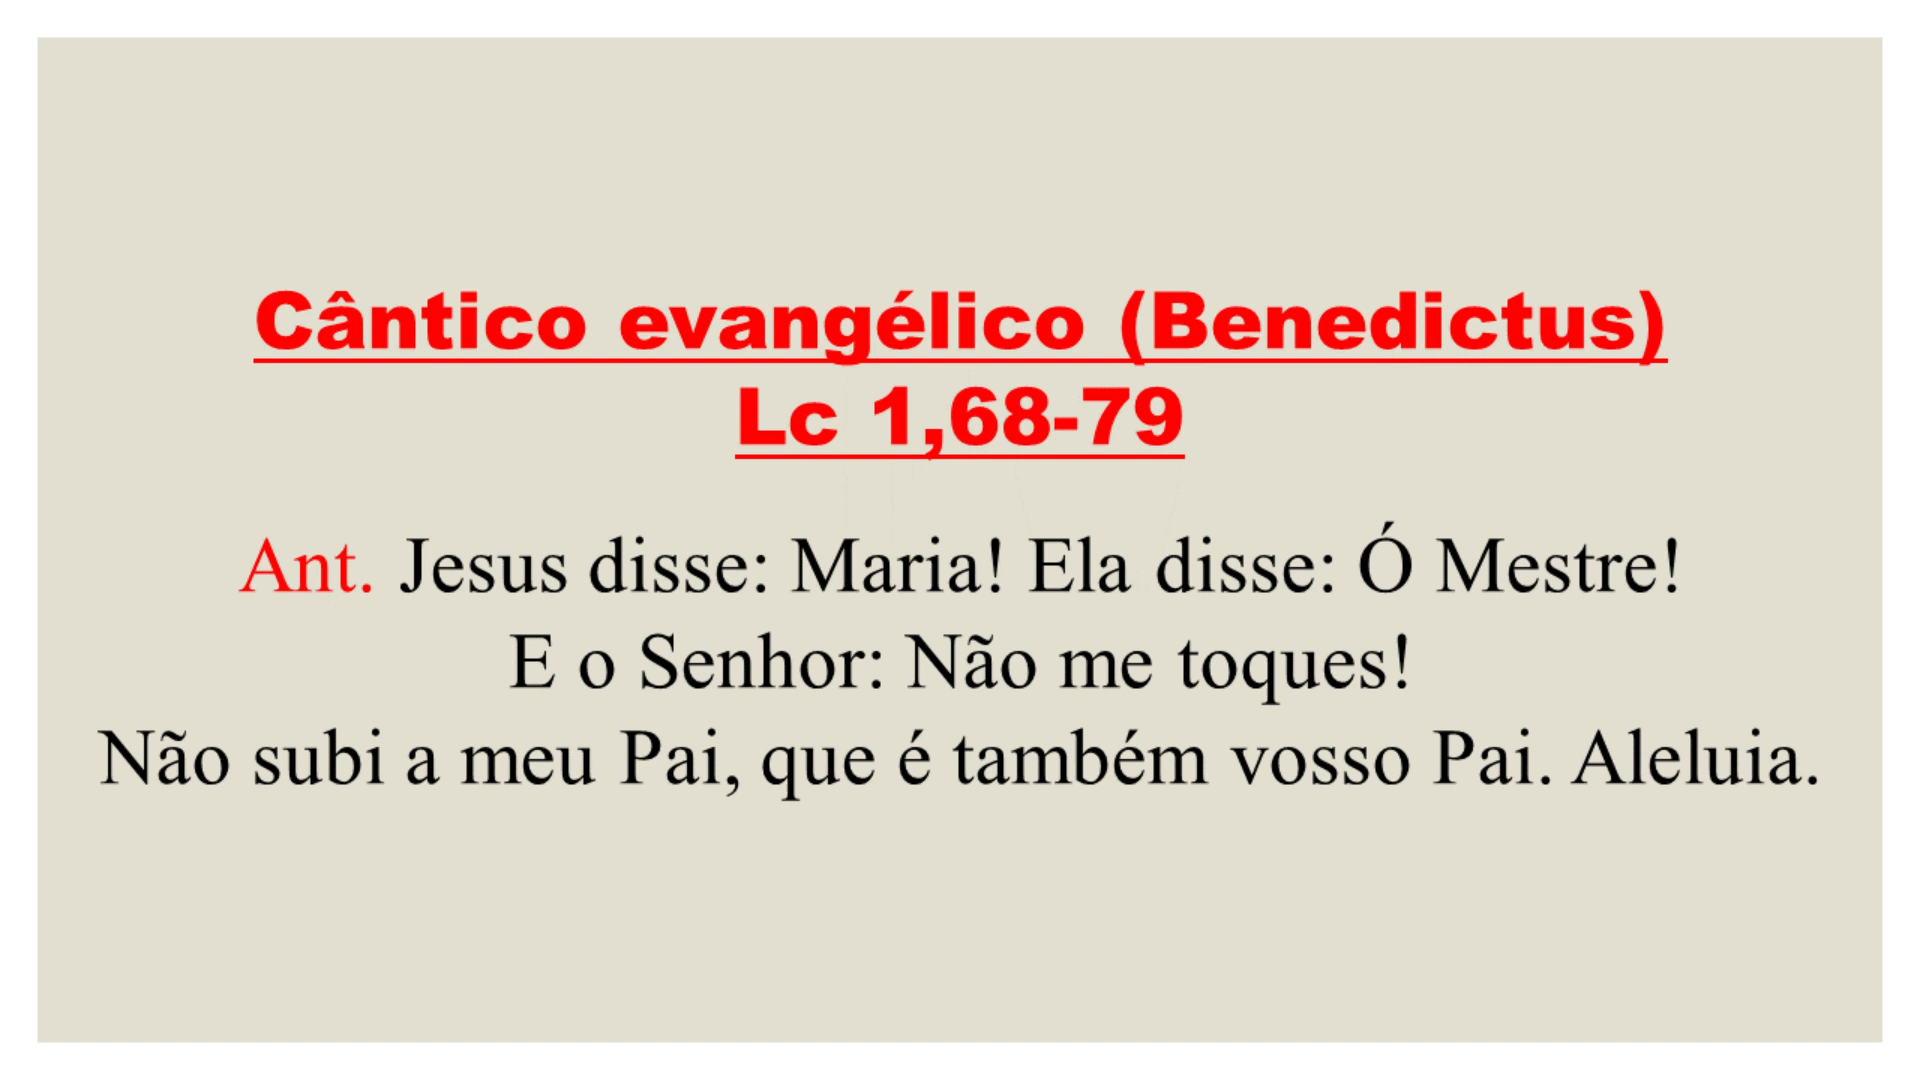 Cântico evangélico (Benedictus)
Lc 1,68-79
Ant. Jesus disse: Maria! Ela disse: Ó Mestre!
E o Senhor: Não me toques!
Não subi a meu Pai, que é também vosso Pai. Aleluia.